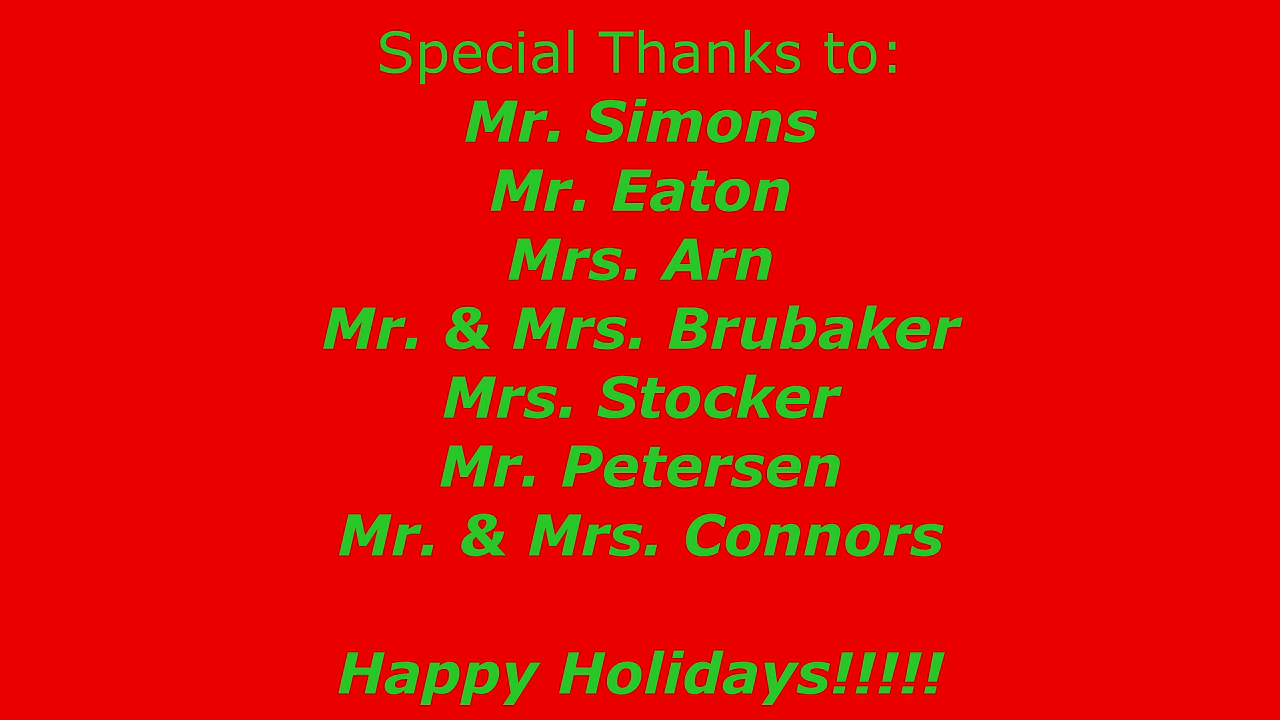 Special Thanks to:
Mr. Simons
Mr. Eaton
Mrs. Arn
Mr. & Mrs. Brubaker
Mrs. Stocker
Mr. Petersen
Mr. & Mrs. Connors
Happy Holidays!!!!!